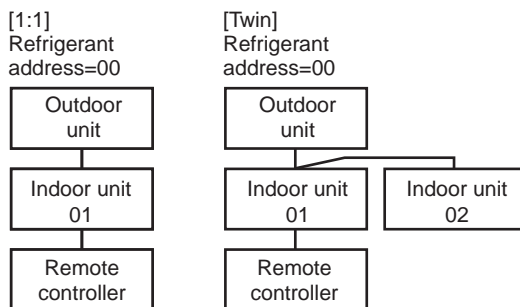 [1:1]
Refrigerant
address=00
Outdoor
unit
Indoor unit
01
Remote
controller
[Twin]
Refrigerant
address=00
Outdoor
unit
Indoor unit
01
Indoor unit
02
Remote
controller